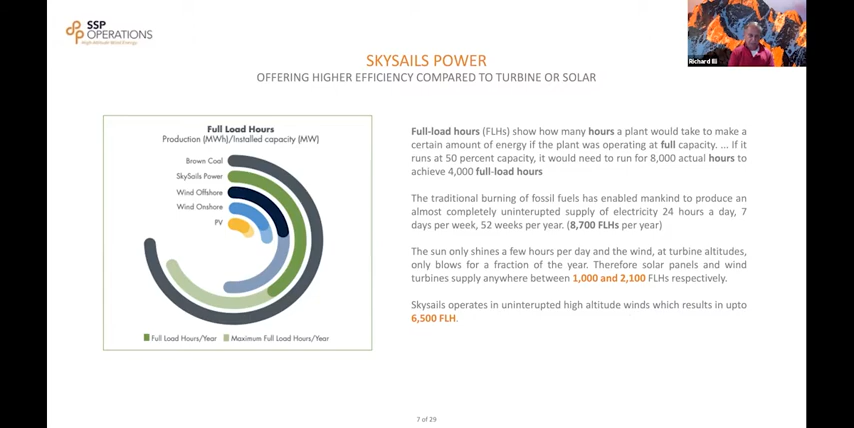 SSP
OPERATIONS
High Altitude Wind Energy
Richard Ili
SKYSAILS POWER
OFFERING HIGHER EFFICIENCY COMPARED TO TURBINE OR SOLAR
Full Load Hours
Production (MWh)/Installed capacity (MW)
Brown Coal
SkySails Power
Wind Offshore
Wind Onshore
PV
Full Load Hours/Year
Maximum Full Load Hours/Year
Full-load hours (FLHs) show how many hours a plant would take to make a
certain amount of energy if the plant was operating at full capacity. ... If it
runs at 50 percent capacity, it would need to run for 8,000 actual hours to
achieve 4,000 full-load hours
The traditional burning of fossil fuels has enabled mankind to produce an
almost completely uninterupted supply of electricity 24 hours a day, 7
days per week, 52 weeks per year. (8,700 FLHs per year)
The sun only shines a few hours per day and the wind, at turbine altitudes,
only blows for a fraction of the year. Therefore solar panels and wind
turbines supply anywhere between 1,000 and 2,100 FLHs respectively.
Skysails operates in uninterupted high altitude winds which results in upto
6,500 FLH.
7 of 29